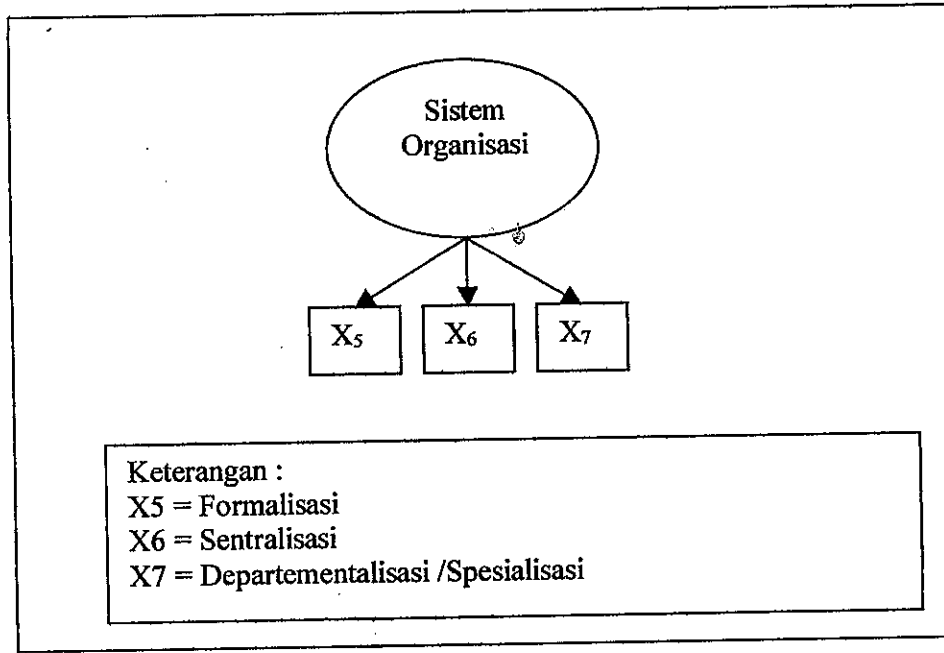 Sistem
Organisasi
X₅ X₆ X₇
Keterangan :
X5 = Formalisasi
X6 = Sentralisasi
X7 = Departementalisasi /Spesialisasi